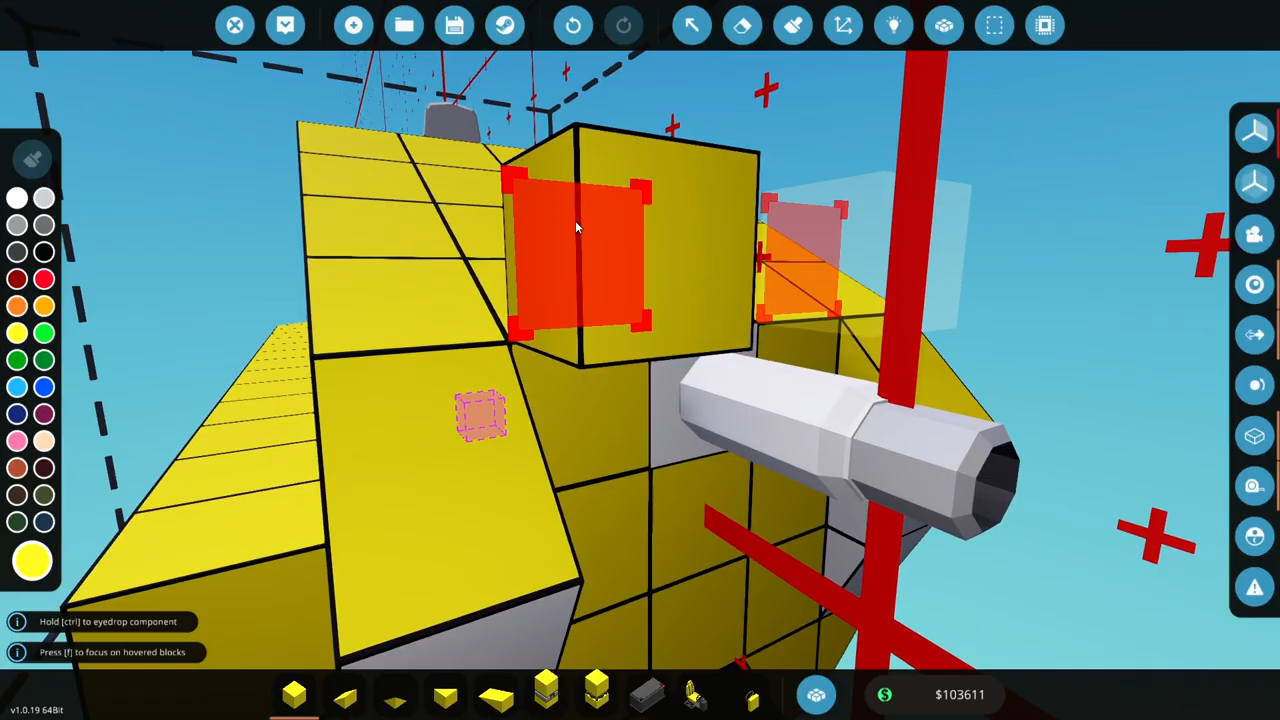 Hold [ctrl] to eyedrop component
Press [f] to focus on hovered blocks
$103611
v1.0.19 64Bit